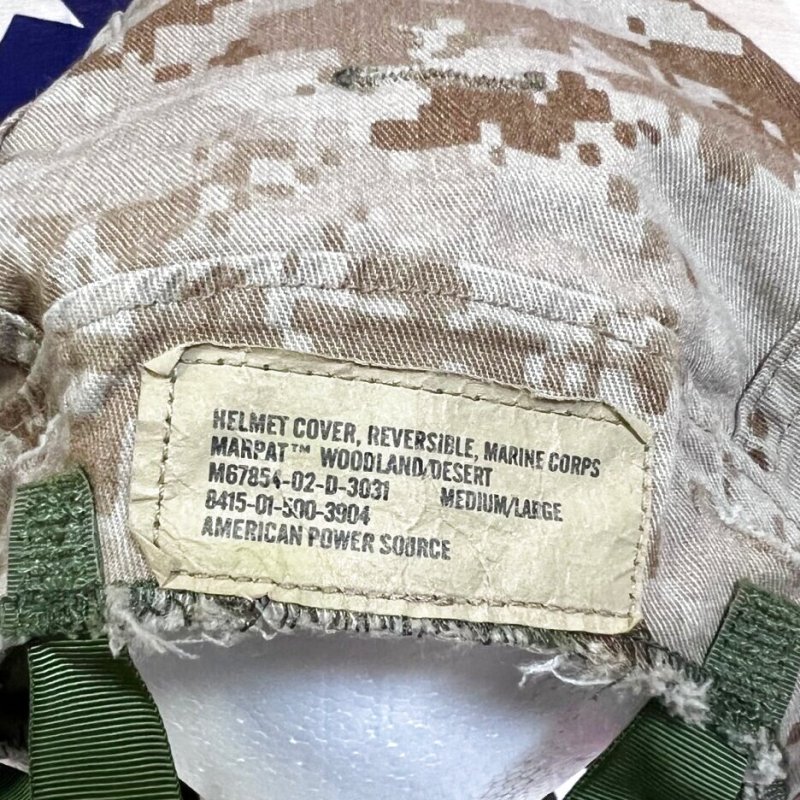 HELMET COVER, REVERSIBLE, MARINE CORPS
MARPAT™ WOODLAND/DESERT
M67854-02-D-3031 MEDIUM/LARGE
8415-01-500-3904
AMERICAN POWER SOURCE